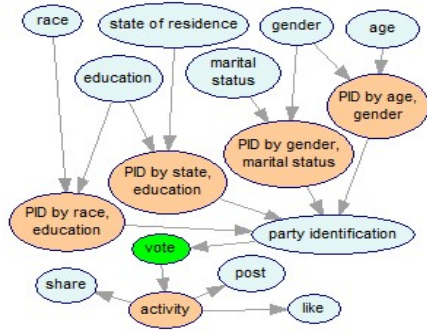 race
state of residence
gender
age
education
marital
status
PID by age,
gender
PID by gender,
marital status
PID by state,
education
PID by race,
education
party identification
vote
post
share
activity
like